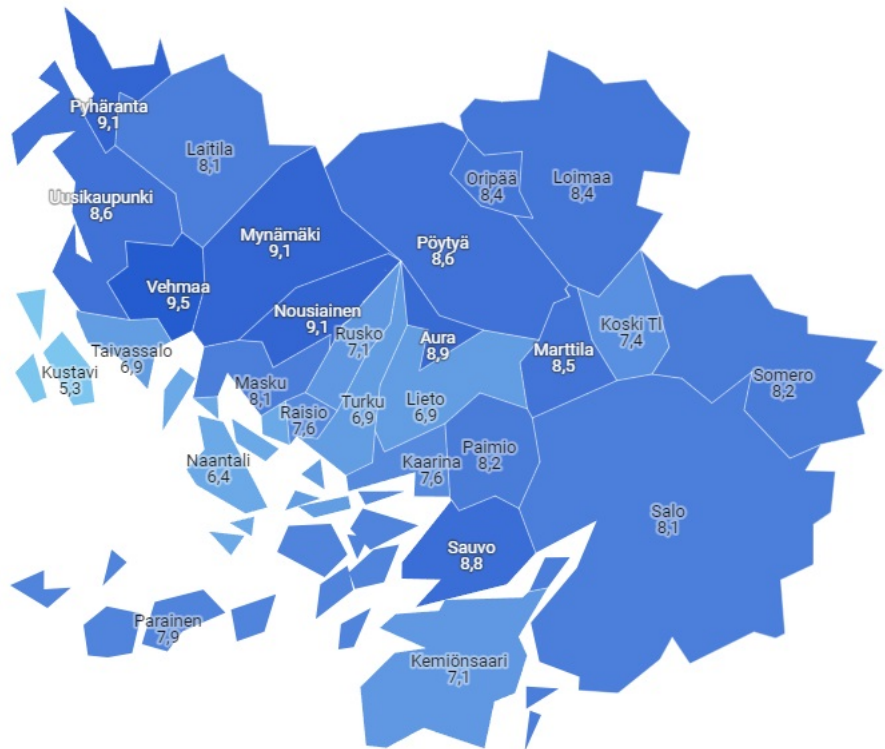 Pyhäranta
9,1
Laitila
8,1
Oripää
8,4
Loimaa
8,4
Uusikaupunki
8,6
Mynämäki
9,1
Pöytyä
8,6
Vehmaa
9,5
Nousiainen
9,1
Rusko
7,1
Aura
8,9
Koski Tl
7,4
Marttila
8,5
Taivassalo
6,9
Kustavi
5,3
Masku
8,1
Raisio
7,6
Turku
6,9
Lieto
6,9
Somero
8,2
Naantali
6,4
Kaarina
7,6
Paimio
8,2
Salo
8,1
Sauvo
8,8
Parainen
7,9
Kemiönsaari
7,1